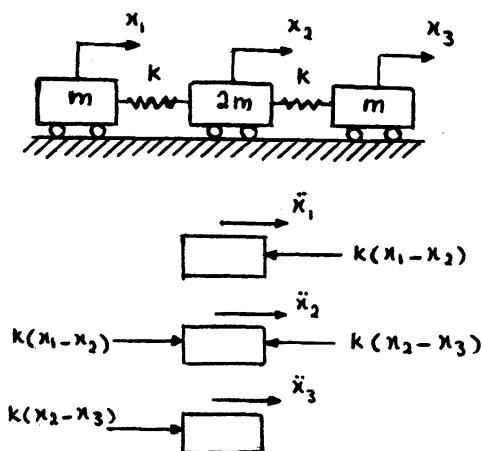 x₁ x₂ x₃
k k
m 2m m
ẍ₁
k(x₁-x₂)
ẍ₂
k(x₁-x₂) k(x₂-x₃)
ẍ₃
k(x₂-x₃)